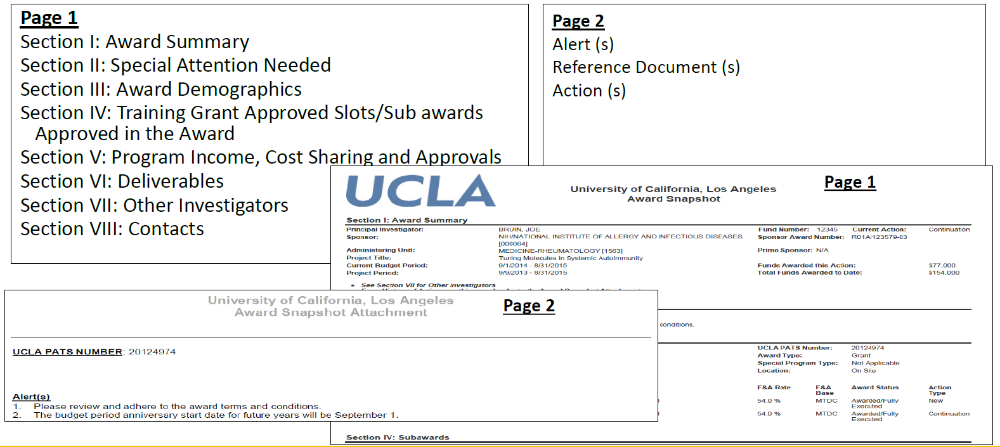 Page 1
Section I: Award Summary
Section II: Special Attention Needed
Section III: Award Demographics
Section IV: Training Grant Approved Slots/Sub awards
Approved in the Award
Section V: Program Income, Cost Sharing and Approvals
Section VI: Deliverables
Section VII: Other Investigators
Section VIII: Contacts
Page 2
Alert (s)
Reference Document (s)
Action (s)
UCLA
University of California, Los Angeles
Award Snapshot
Page 1
Section I: Award Summary
Principal Investigator: BRUIN, JOE Fund Number: 12345 Current Action: Continuation
Sponsor: NIH/NATIONAL INSTITUTE OF ALLERGY AND INFECTIOUS DISEASES Sponsor Award Number: R01AI123579-03
[000064]
Administering Unit: MEDICINE-RHEUMATOLOGY [1563] Prime Sponsor: N/A
Project Title: Tuning Molecules in Systemic Autoimmunity
Current Budget Period: 9/1/2014 - 8/31/2015 Funds Awarded this Action: $77,000
Project Period: 9/9/2013 - 8/31/2015 Total Funds Awarded to Date: $154,000
• See Section VII for Other Investigators
conditions.
UCLA PATS Number: 20124974
Award Type: Grant
Special Program Type: Not Applicable
Location: On Site
F&A Rate F&A Base Award Status Action Type
54.0 % MTDC Awarded/Fully Executed New
54.0 % MTDC Awarded/Fully Executed Continuation
Section IV: Subawards
University of California, Los Angeles
Award Snapshot Attachment
Page 2
UCLA PATS NUMBER: 20124974
Alert(s)
1. Please review and adhere to the award terms and conditions.
2. The budget period anniversary start date for future years will be September 1.